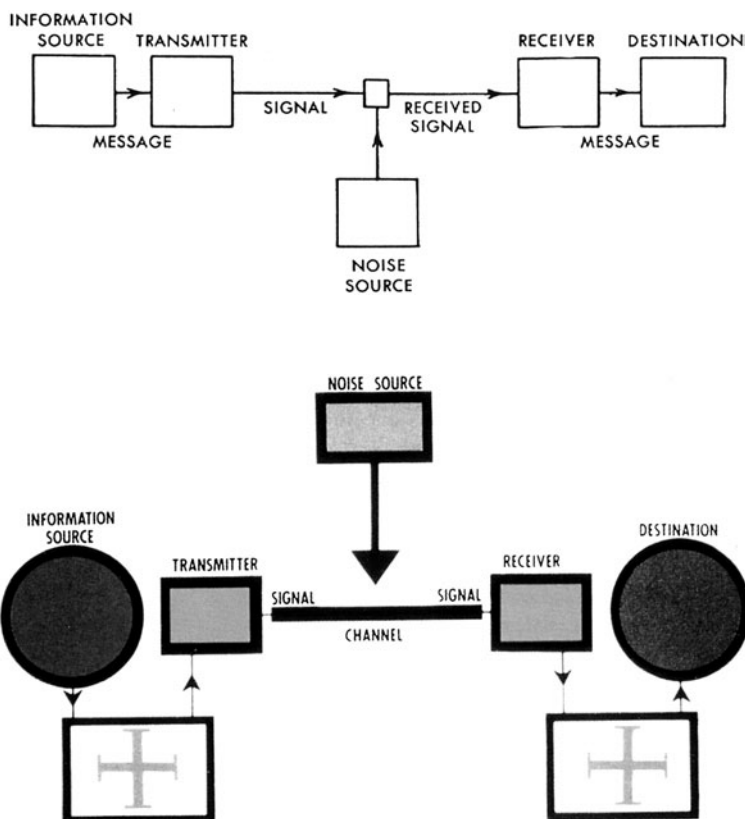 INFORMATION
SOURCE
TRANSMITTER
RECEIVER
DESTINATION
SIGNAL
RECEIVED
SIGNAL
MESSAGE
MESSAGE
NOISE
SOURCE
NOISE SOURCE
INFORMATION
SOURCE
DESTINATION
TRANSMITTER
RECEIVER
SIGNAL
SIGNAL
CHANNEL